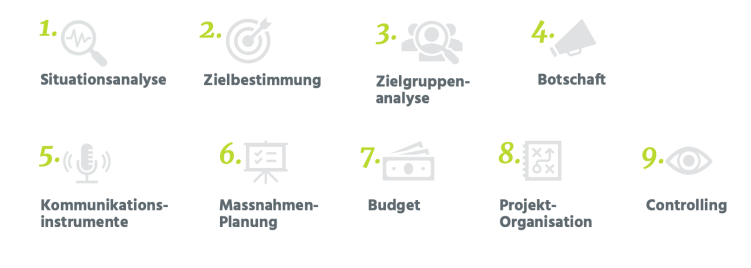 1.
Situationsanalyse
2.
Zielbestimmung
3.
Zielgruppen-
analyse
4.
Botschaft
5.
Kommunikations-
instrumente
6.
Massnahmen-
Planung
7.
Budget
8.
Projekt-
Organisation
9.
Controlling